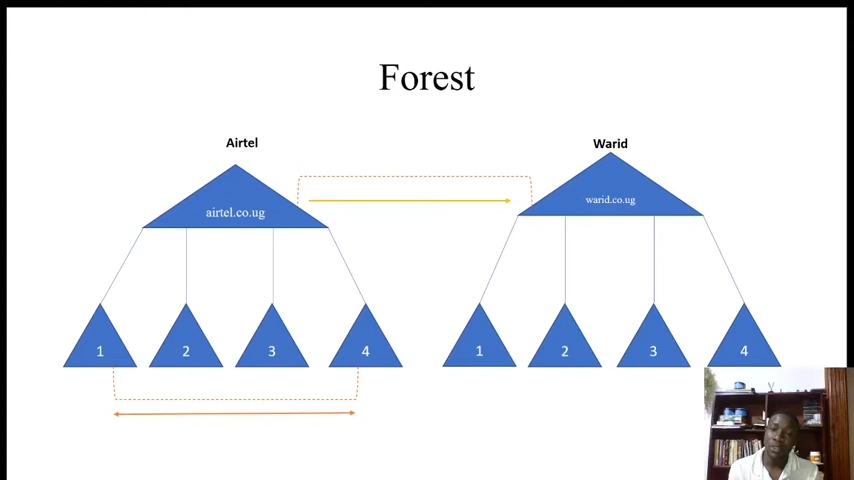 Forest
Airtel
Warid
airtel.co.ug
warid.co.ug
1 2 3 4
1 2 3 4